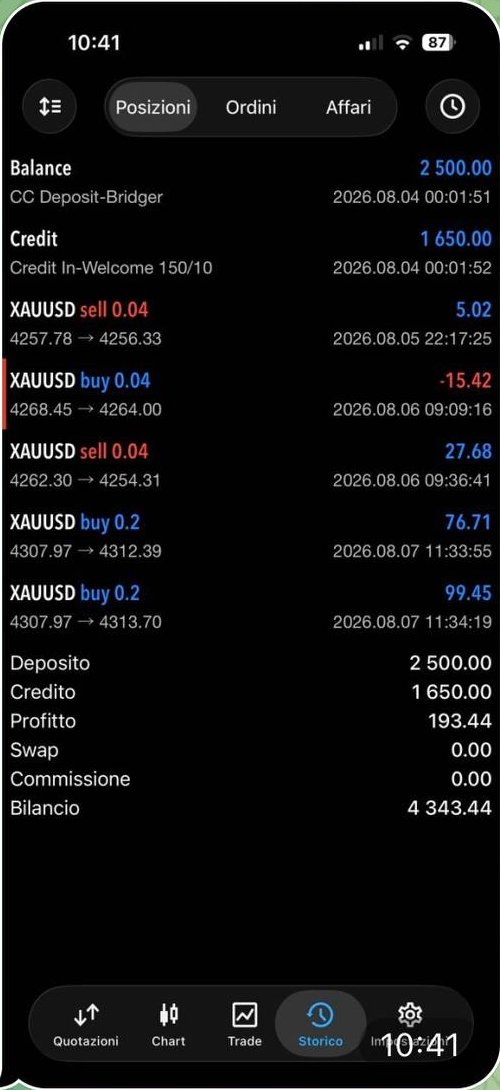 10:41
87
Posizioni Ordini Affari
Balance 2 500.00
CC Deposit-Bridger 2026.08.04 00:01:51
Credit 1 650.00
Credit In-Welcome 150/10 2026.08.04 00:01:52
XAUUSD sell 0.04 5.02
4257.78 → 4256.33 2026.08.05 22:17:25
XAUUSD buy 0.04 -15.42
4268.45 → 4264.00 2026.08.06 09:09:16
XAUUSD sell 0.04 27.68
4262.30 → 4254.31 2026.08.06 09:36:41
XAUUSD buy 0.2 76.71
4307.97 → 4312.39 2026.08.07 11:33:55
XAUUSD buy 0.2 99.45
4307.97 → 4313.70 2026.08.07 11:34:19
Deposito 2 500.00
Credito 1 650.00
Profitto 193.44
Swap 0.00
Commissione 0.00
Bilancio 4 343.44
Quotazioni Chart Trade Storico
10:41